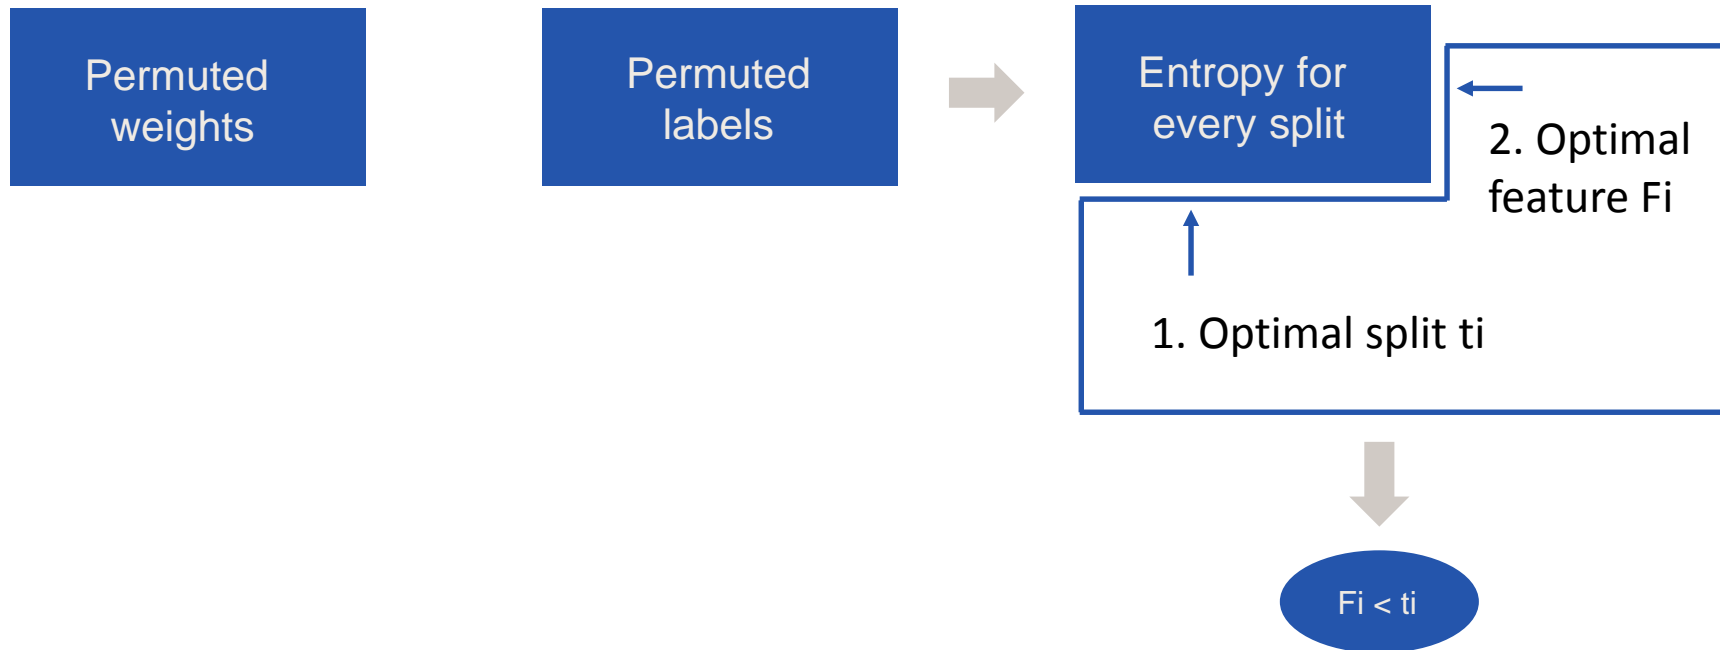 Permuted
weights
Permuted
labels
Entropy for
every split
2. Optimal
feature Fi
1. Optimal split ti
Fi < ti